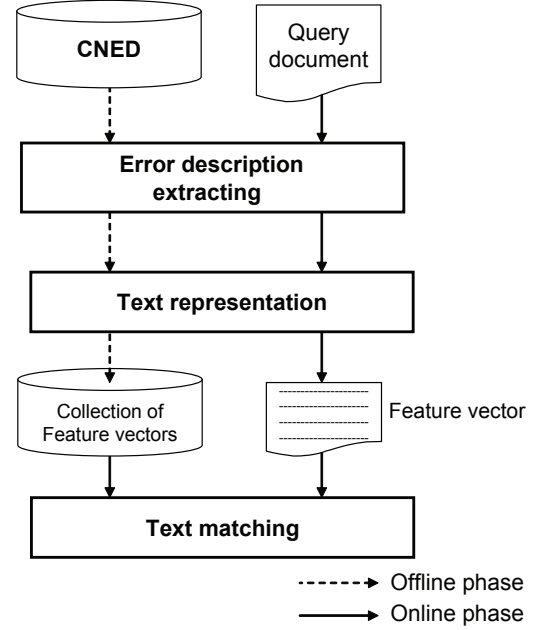 CNED
Query
document
Error description
extracting
Text representation
Collection of
Feature vectors
Feature vector
Text matching
Offline phase
Online phase